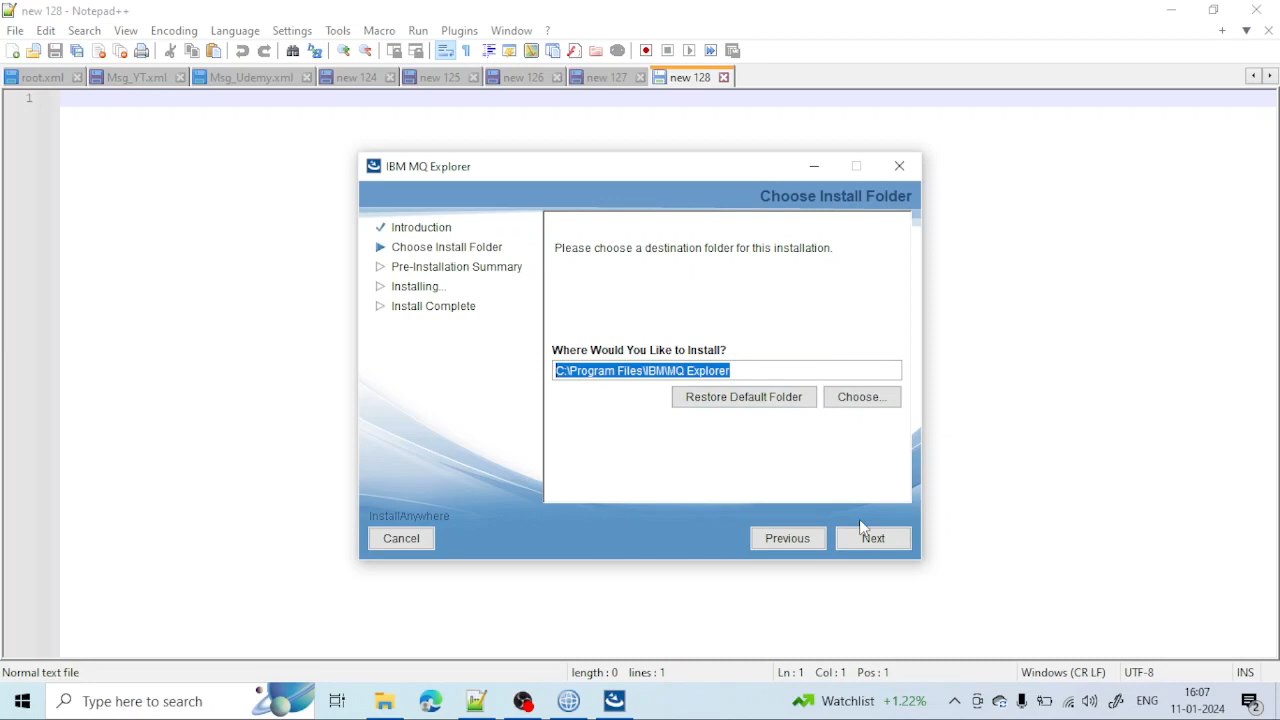 new 128 - Notepad++
File Edit Search View Encoding Language Settings Tools Macro Run Plugins Window ?
root.xml Msg_YT.xml Msg_Udemy.xml new 124 new 125 new 126 new 127 new 128
1
IBM MQ Explorer
Choose Install Folder
Introduction
Choose Install Folder
Pre-Installation Summary
Installing...
Install Complete
Please choose a destination folder for this installation.
Where Would You Like to Install?
C:\Program Files\IBM\MQ Explorer
Restore Default Folder Choose...
InstallAnywhere
Cancel Previous Next
Normal text file length : 0 lines : 1 Ln : 1 Col : 1 Pos : 1 Windows (CR LF) UTF-8 INS
Type here to search Watchlist +1.22% ENG 16:07
11-01-2024 2